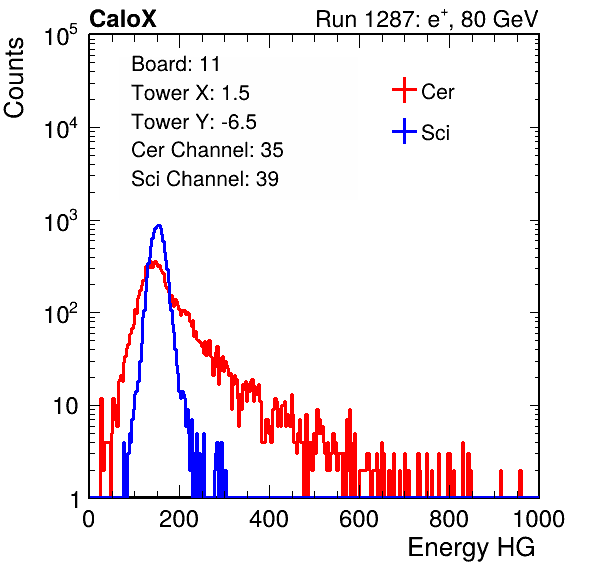 CaloX Run 1287: e⁺, 80 GeV
Board: 11
Tower X: 1.5
Tower Y: -6.5
Cer Channel: 35
Sci Channel: 39
Cer
Sci
Counts
10⁵
10⁴
10³
10²
10
1
0 200 400 600 800 1000
Energy HG